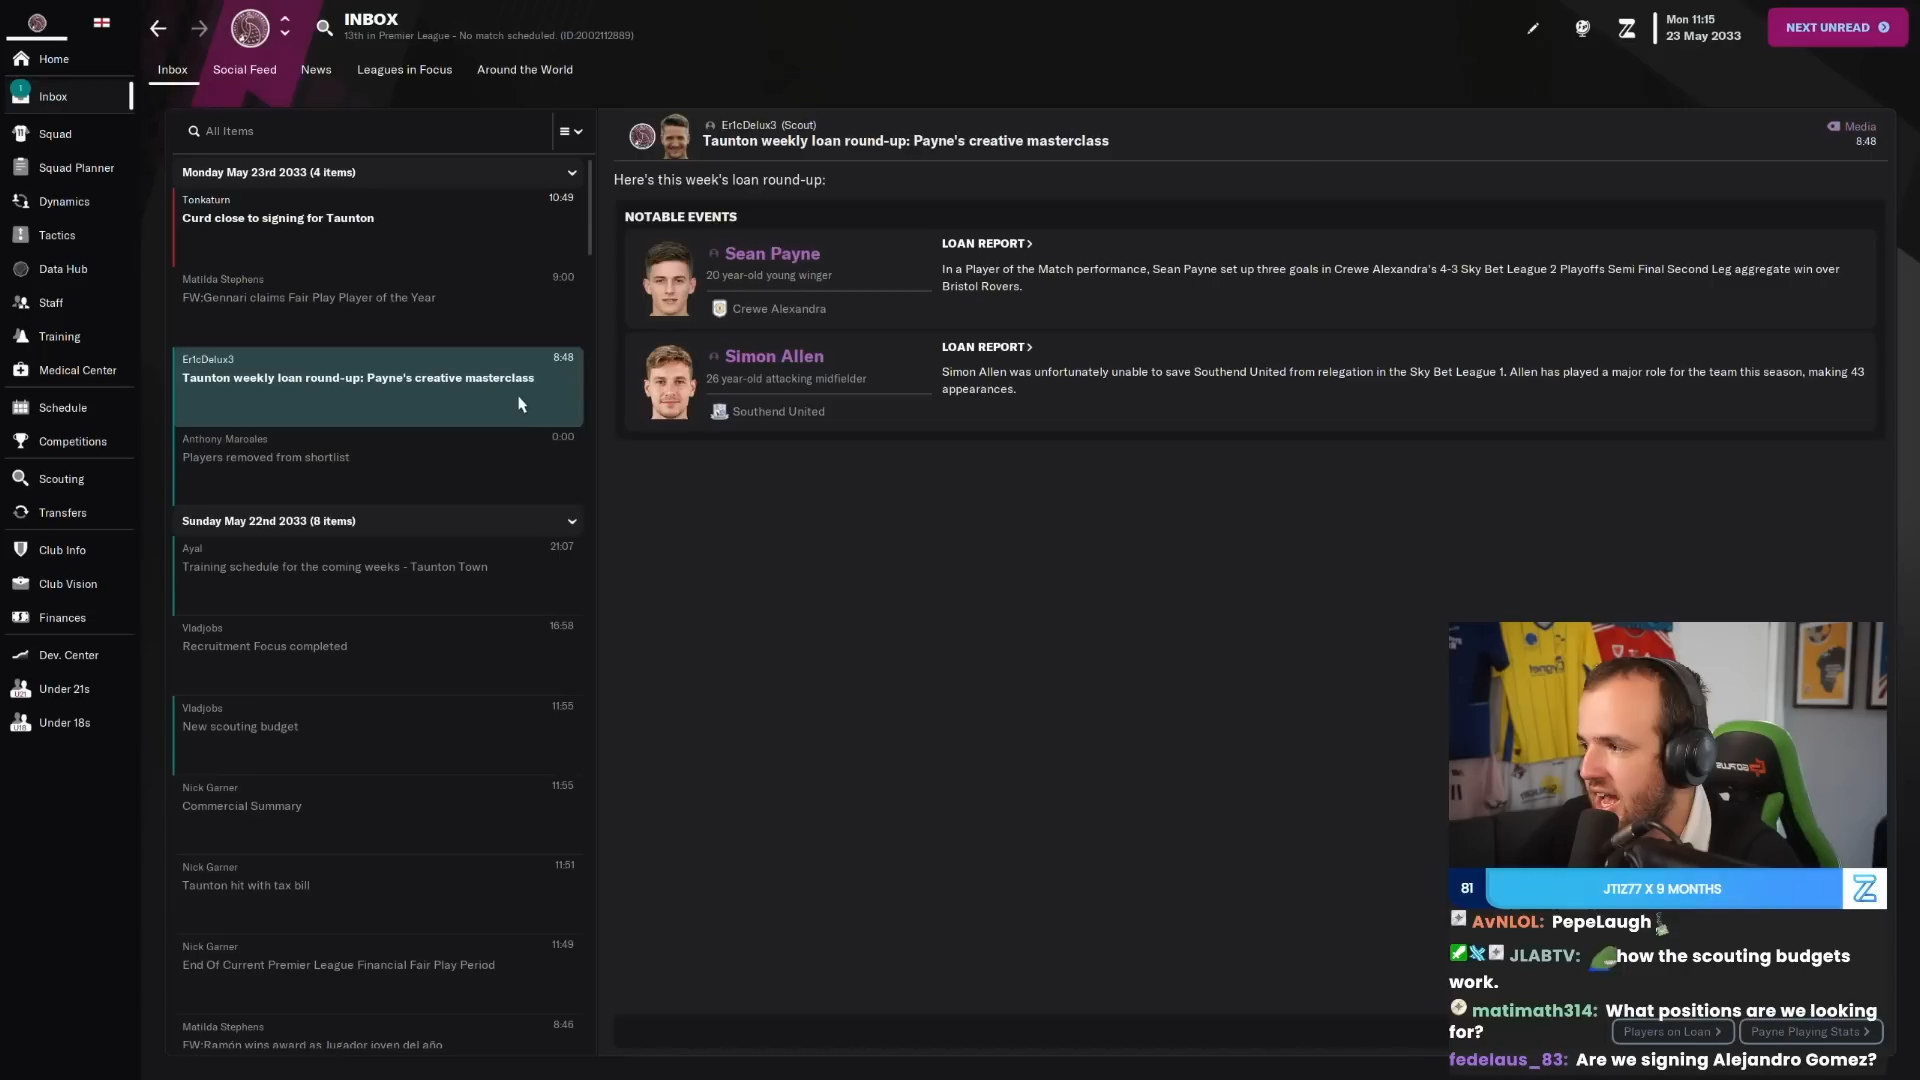 INBOX
13th in Premier League - No match scheduled. (ID:2002112889)
Mon 11:15
23 May 2033
NEXT UNREAD
Inbox
Social Feed
News
Leagues in Focus
Around the World
Home
1
Inbox
Squad
Squad Planner
Dynamics
Tactics
Data Hub
Staff
Training
Medical Center
Schedule
Competitions
Scouting
Transfers
Club Info
Club Vision
Finances
Dev. Center
Under 21s
Under 18s
All Items
Monday May 23rd 2033 (4 items)
Tonkaturn 10:49
Curd close to signing for Taunton
Matilda Stephens 9:00
FW:Gennari claims Fair Play Player of the Year
Er1cDelux3 8:48
Taunton weekly loan round-up: Payne's creative masterclass
Anthony Maroales 0:00
Players removed from shortlist
Sunday May 22nd 2033 (8 items)
Ayal 21:07
Training schedule for the coming weeks - Taunton Town
Vladjobs 16:58
Recruitment Focus completed
Vladjobs 11:55
New scouting budget
Nick Garner 11:55
Commercial Summary
Nick Garner 11:51
Taunton hit with tax bill
Nick Garner 11:49
End Of Current Premier League Financial Fair Play Period
Matilda Stephens 8:46
FW:Ramón wins award as Jugador joven del año
Er1cDelux3 (Scout)
Taunton weekly loan round-up: Payne's creative masterclass
Media
8:48
Here's this week's loan round-up:
NOTABLE EVENTS
Sean Payne
20 year-old young winger
Crewe Alexandra
LOAN REPORT
In a Player of the Match performance, Sean Payne set up three goals in Crewe Alexandra's 4-3 Sky Bet League 2 Playoffs Semi Final Second Leg aggregate win over
Bristol Rovers.
Simon Allen
26 year-old attacking midfielder
Southend United
LOAN REPORT
Simon Allen was unfortunately unable to save Southend United from relegation in the Sky Bet League 1. Allen has played a major role for the team this season, making 43
appearances.
81
JTIZ77 X 9 MONTHS
AvNLOL: PepeLaugh
JLABTV: how the scouting budgets
work.
matimath314: What positions are we looking
for?
Players on Loan
Payne Playing Stats
fedelaus_83: Are we signing Alejandro Gomez?